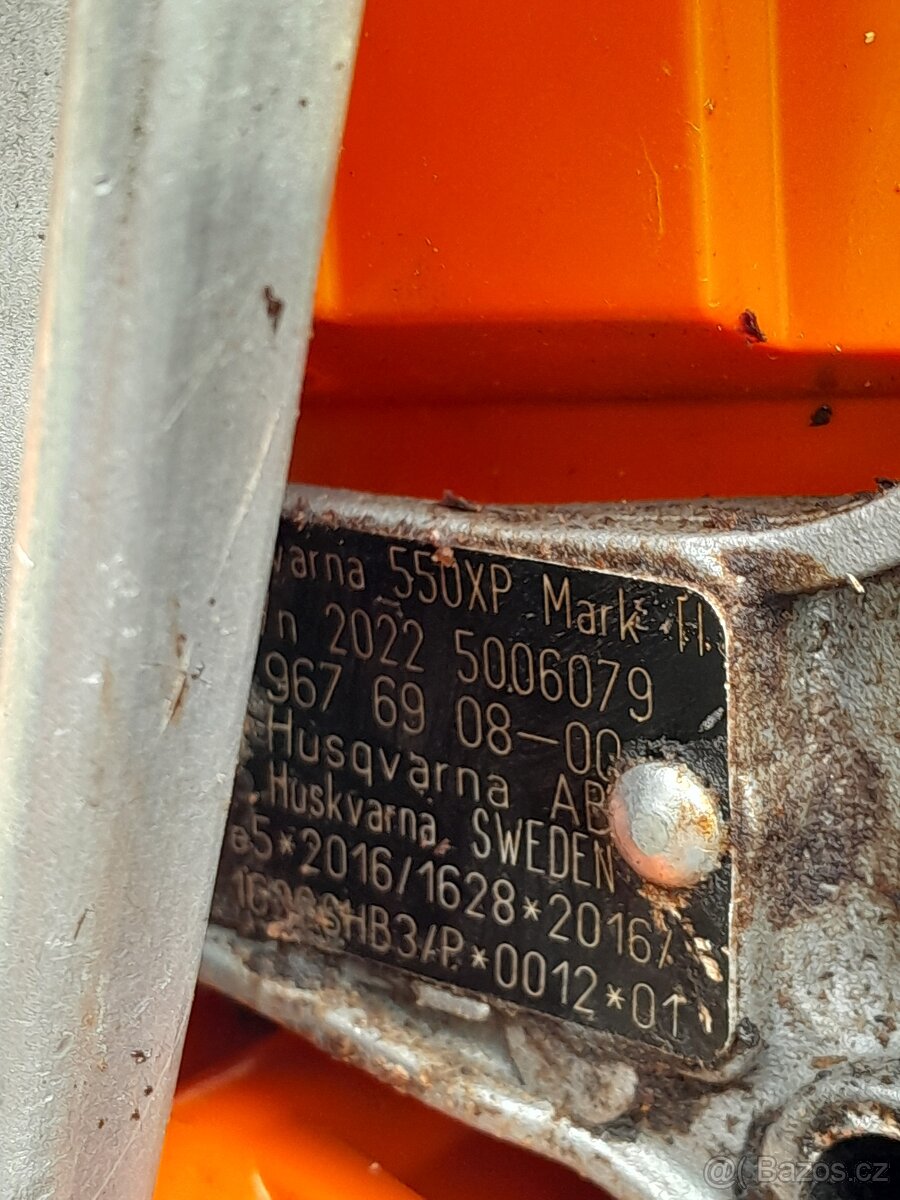 varna 550XP Mark II
n 2022 5006079
967 69 08-00
Husqvarna AB
Huskvarna, SWEDEN
e5*2016/1628*2016/
SHB3/P*0012*01
@ Bazos.cz